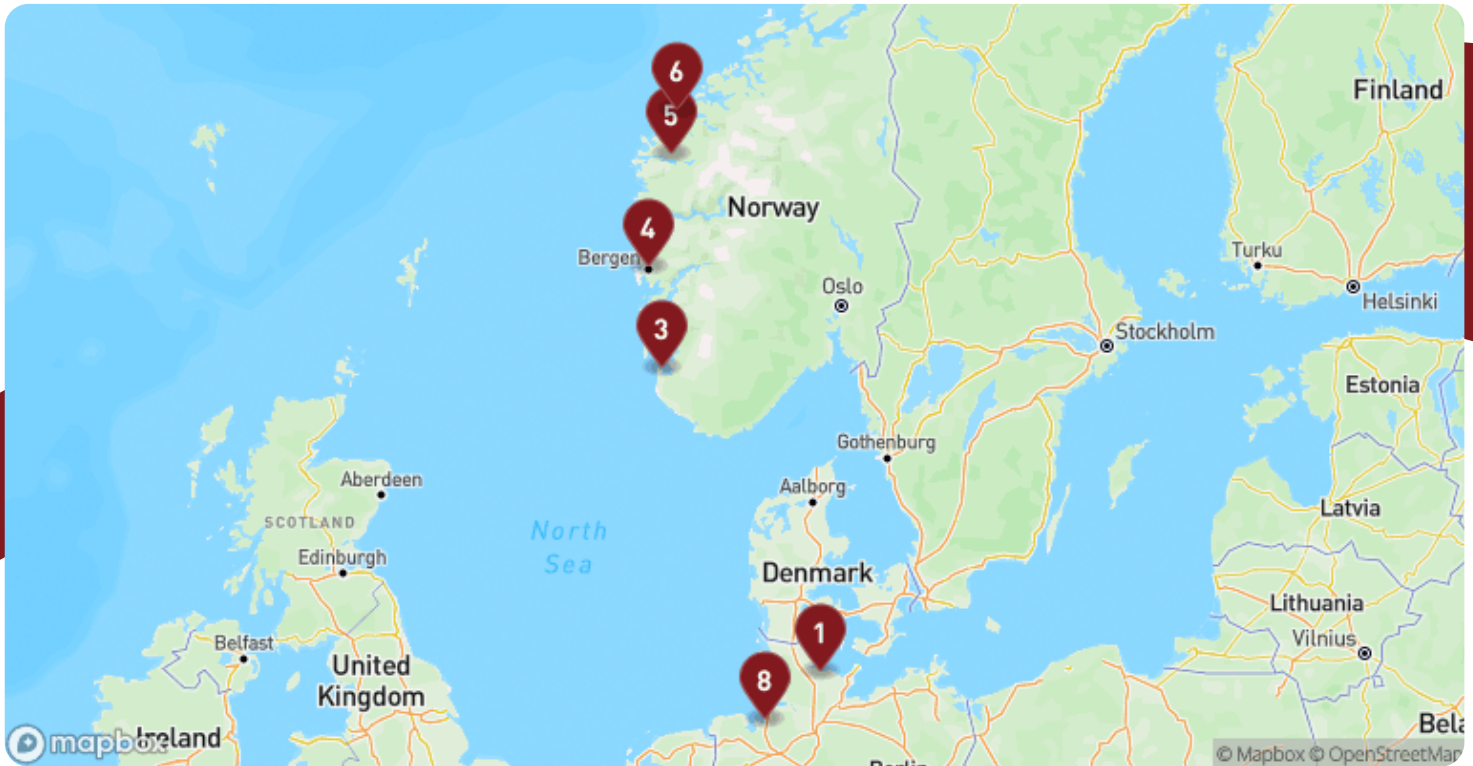 6
Finland
5
Norway
4
Bergen
Turku
Oslo
Helsinki
3
Stockholm
Estonia
Gothenburg
Aberdeen
Aalborg
Latvia
SCOTLAND
North
Sea
Edinburgh
Denmark
Lithuania
1
Vilnius
Belfast
United
Kingdom
8
Ireland
mapbox
Bela
© Mapbox © OpenStreetMap